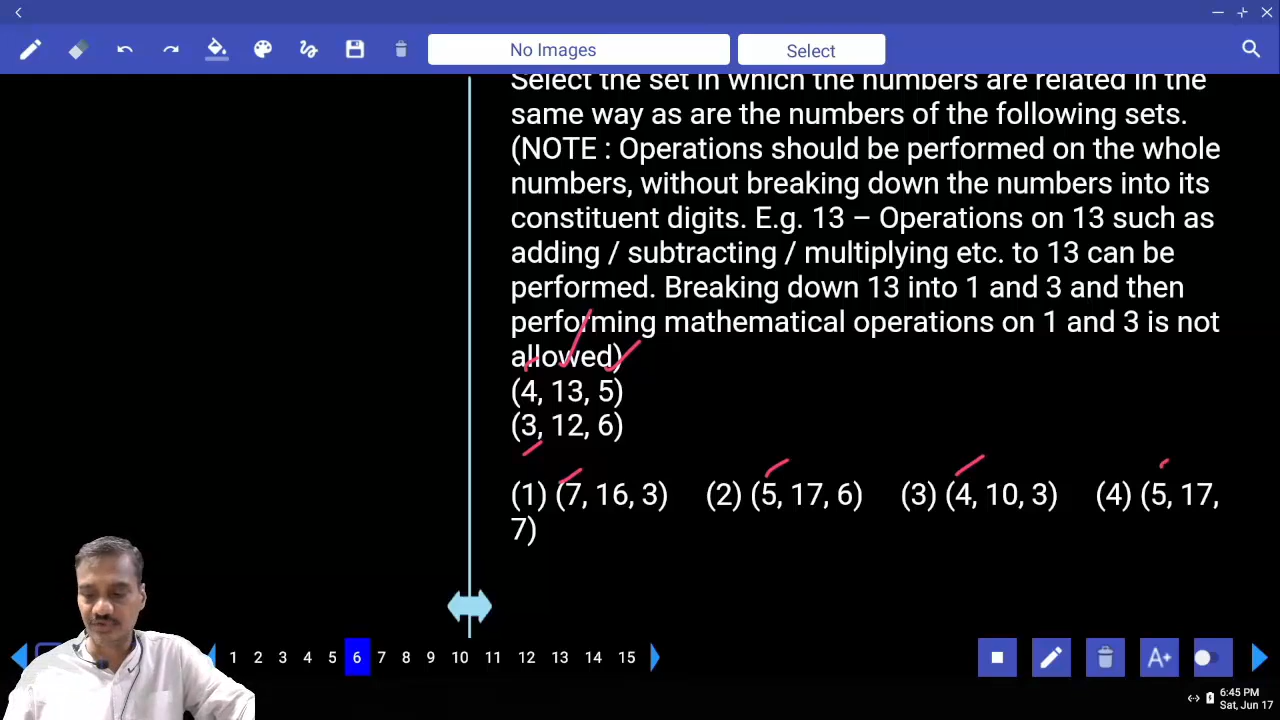 No Images
Select
Select the set in which the numbers are related in the
same way as are the numbers of the following sets.
(NOTE : Operations should be performed on the whole
numbers, without breaking down the numbers into its
constituent digits. E.g. 13 – Operations on 13 such as
adding / subtracting / multiplying etc. to 13 can be
performed. Breaking down 13 into 1 and 3 and then
performing mathematical operations on 1 and 3 is not
allowed)
(4, 13, 5)
(3, 12, 6)
(1) (7, 16, 3) (2) (5, 17, 6) (3) (4, 10, 3) (4) (5, 17,
7)
1 2 3 4 5 6 7 8 9 10 11 12 13 14 15
A+
6:45 PM
Sat, Jun 17